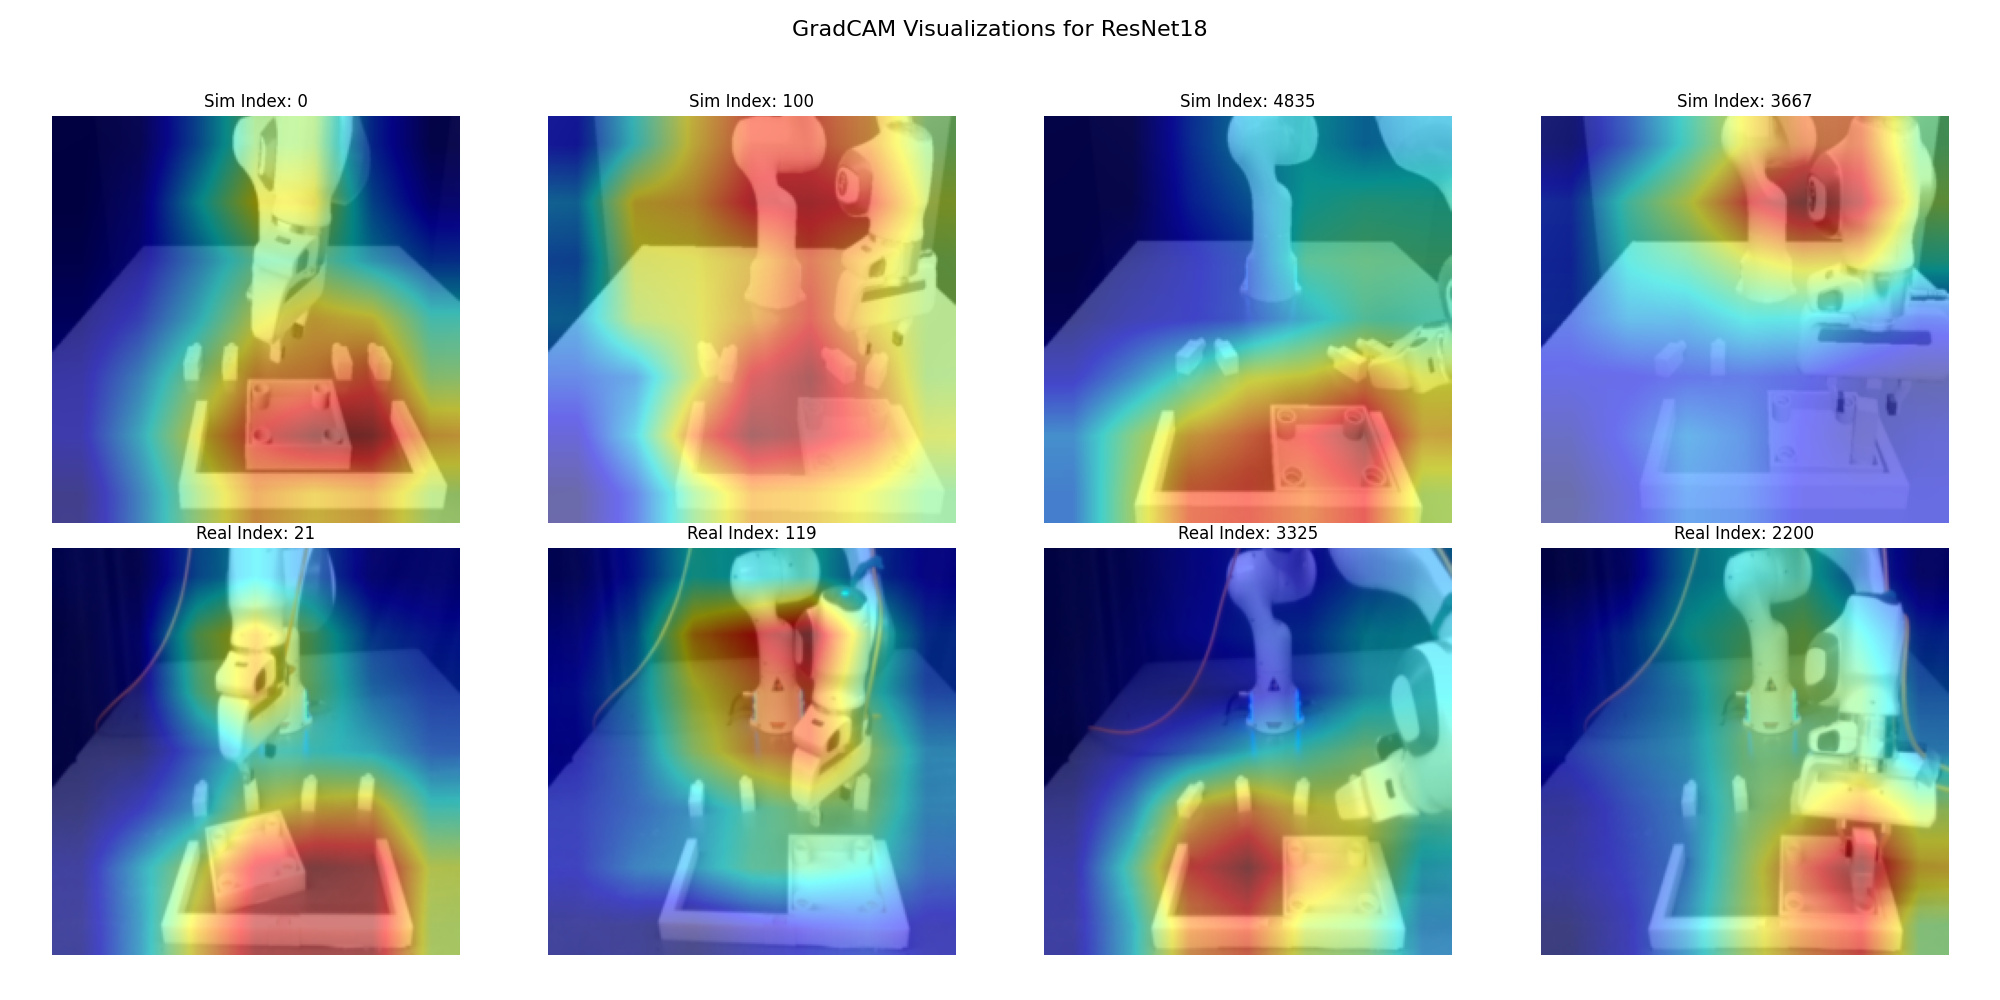 GradCAM Visualizations for ResNet18
Sim Index: 0
Sim Index: 100
Sim Index: 4835
Sim Index: 3667
Real Index: 21
Real Index: 119
Real Index: 3325
Real Index: 2200